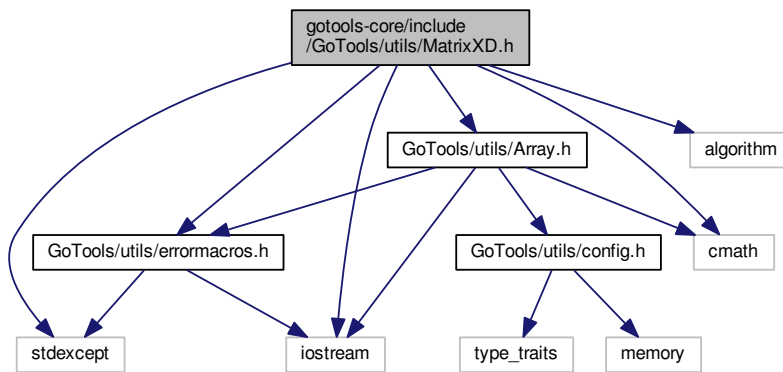 gotools-core/include
/GoTools/utils/MatrixXD.h
GoTools/utils/Array.h
algorithm
GoTools/utils/errormacros.h
GoTools/utils/config.h
cmath
stdexcept
iostream
type_traits
memory